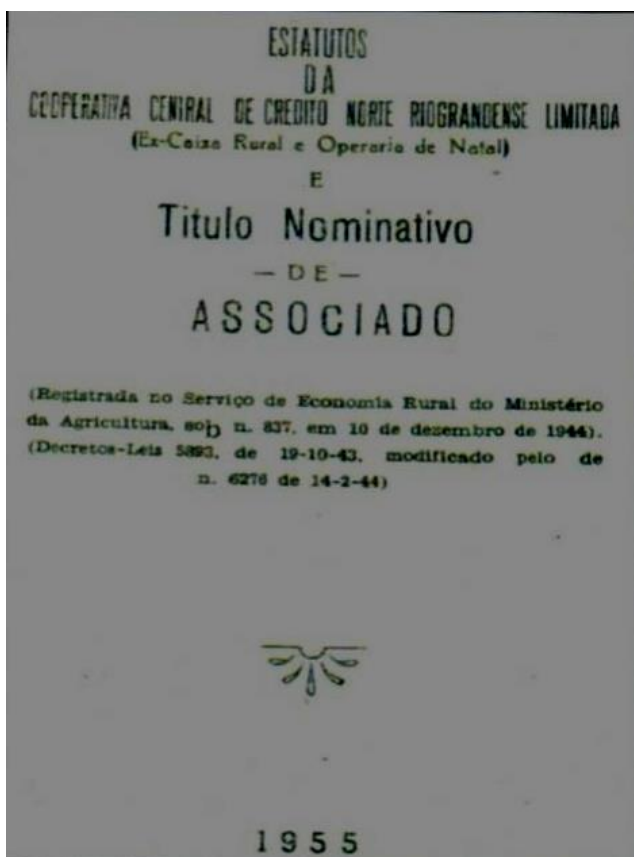 ESTATUTOS
DA
COOPERATIVA CENTRAL DE CREDITO NORTE RIOGRANDENSE LIMITADA
(Ex-Caixa Rural e Operaria de Natal)
E
Titulo Nominativo
— DE —
ASSOCIADO
(Registrada no Serviço de Economia Rural do Ministério
da Agricultura, sob n. 837, em 10 de dezembro de 1944).
(Decretos-Leis 5893, de 19-10-43, modificado pelo de
n. 6276 de 14-2-44)
1955